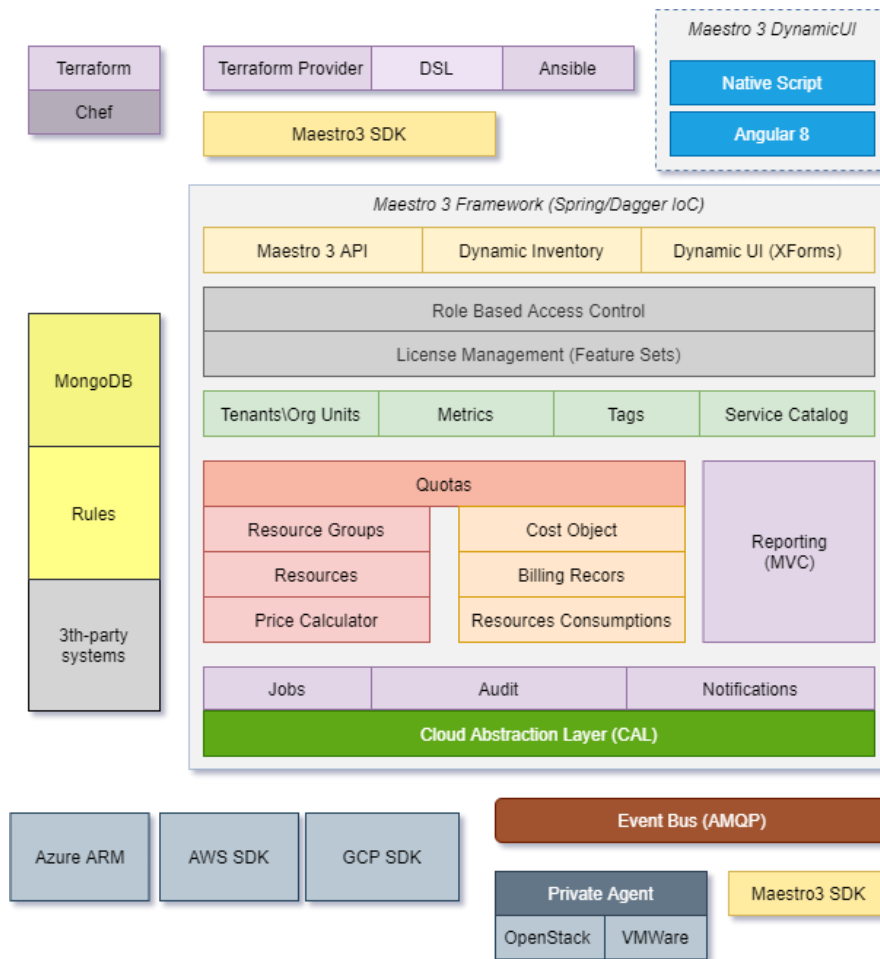 Maestro 3 DynamicUI
Terraform
Chef
Terraform Provider
DSL
Ansible
Native Script
Angular 8
Maestro3 SDK
Maestro 3 Framework (Spring/Dagger IoC)
Maestro 3 API
Dynamic Inventory
Dynamic UI (XForms)
Role Based Access Control
License Management (Feature Sets)
MongoDB
Rules
3th-party
systems
Tenants\Org Units
Metrics
Tags
Service Catalog
Quotas
Resource Groups
Resources
Price Calculator
Cost Object
Billing Recors
Resources Consumptions
Reporting
(MVC)
Jobs
Audit
Notifications
Cloud Abstraction Layer (CAL)
Azure ARM
AWS SDK
GCP SDK
Event Bus (AMQP)
Private Agent
OpenStack
VMWare
Maestro3 SDK